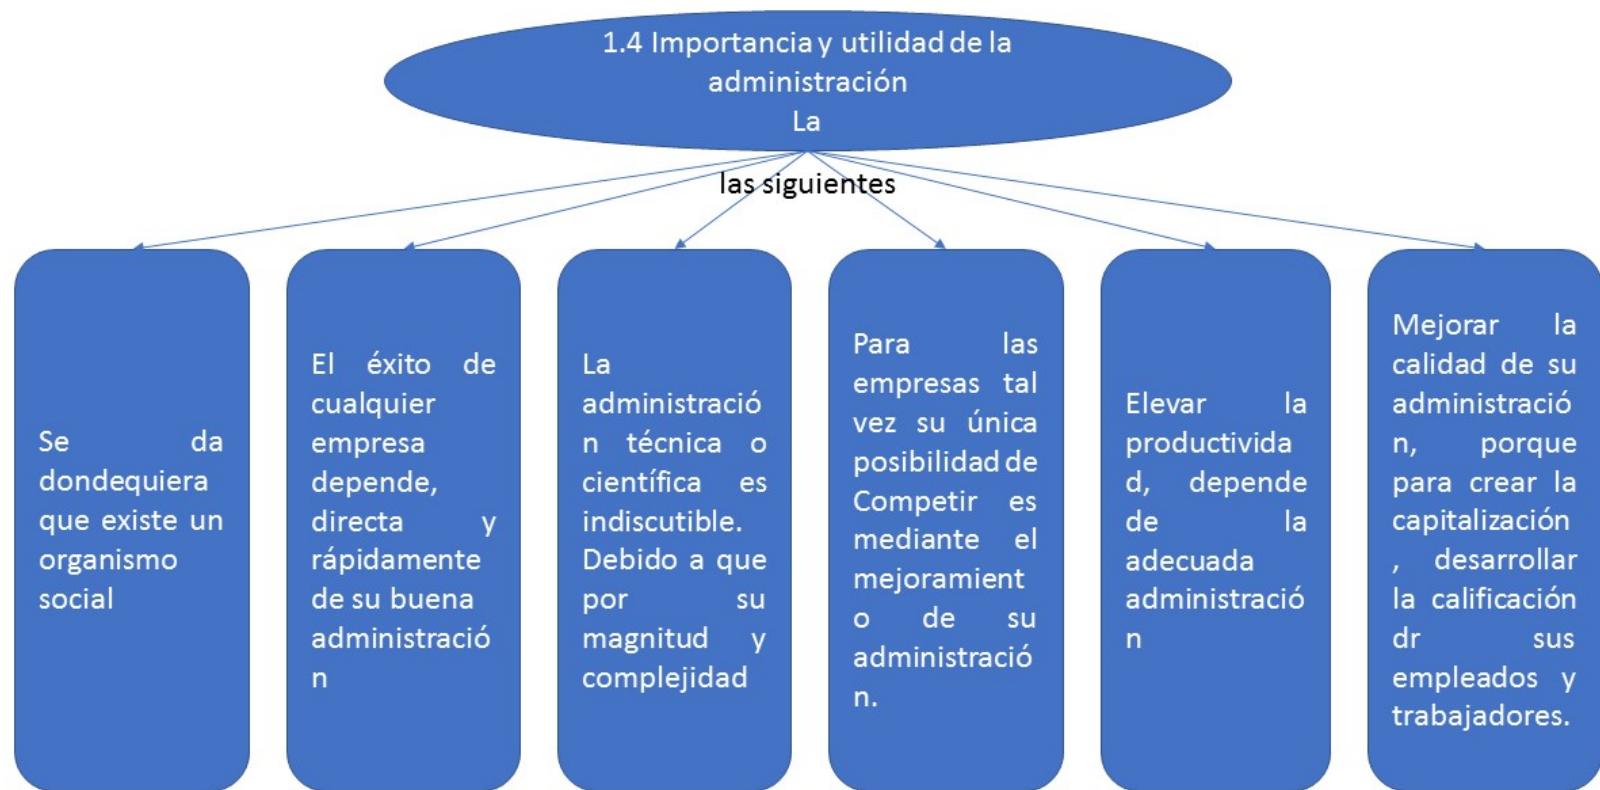 1.4 Importancia y utilidad de la
administración
La
las siguientes
Se da
dondequiera
que existe un
organismo
social
El éxito de
cualquier
empresa
depende,
directa y
rápidamente
de su buena
administració
n
La
administració
n técnica o
científica es
indiscutible.
Debido a que
por su
magnitud y
complejidad
Para las
empresas tal
vez su única
posibilidad de
Competir es
mediante el
mejoramient
o de su
administració
n.
Elevar la
productivida
d, depende
de la
adecuada
administració
n
Mejorar la
calidad de su
administració
n, porque
para crear la
capitalización
, desarrollar
la calificación
dr sus
empleados y
trabajadores.